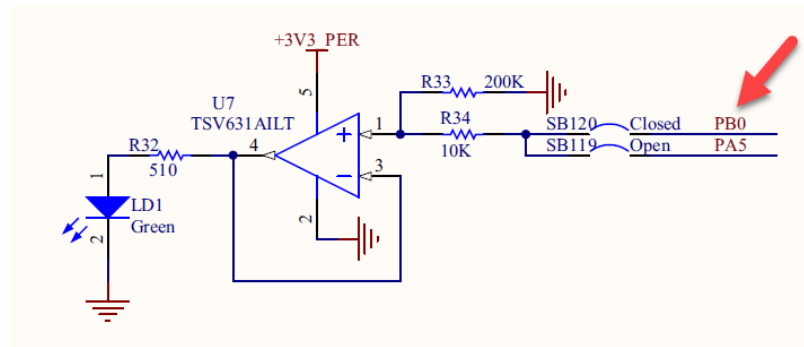 +3V3_PER
R33 200K
U7
TSV631AILT
5
R34
10K
1
SB120 Closed PB0
SB119 Open PA5
R32
510
4
3
+
-
1
LD1
Green
2
2